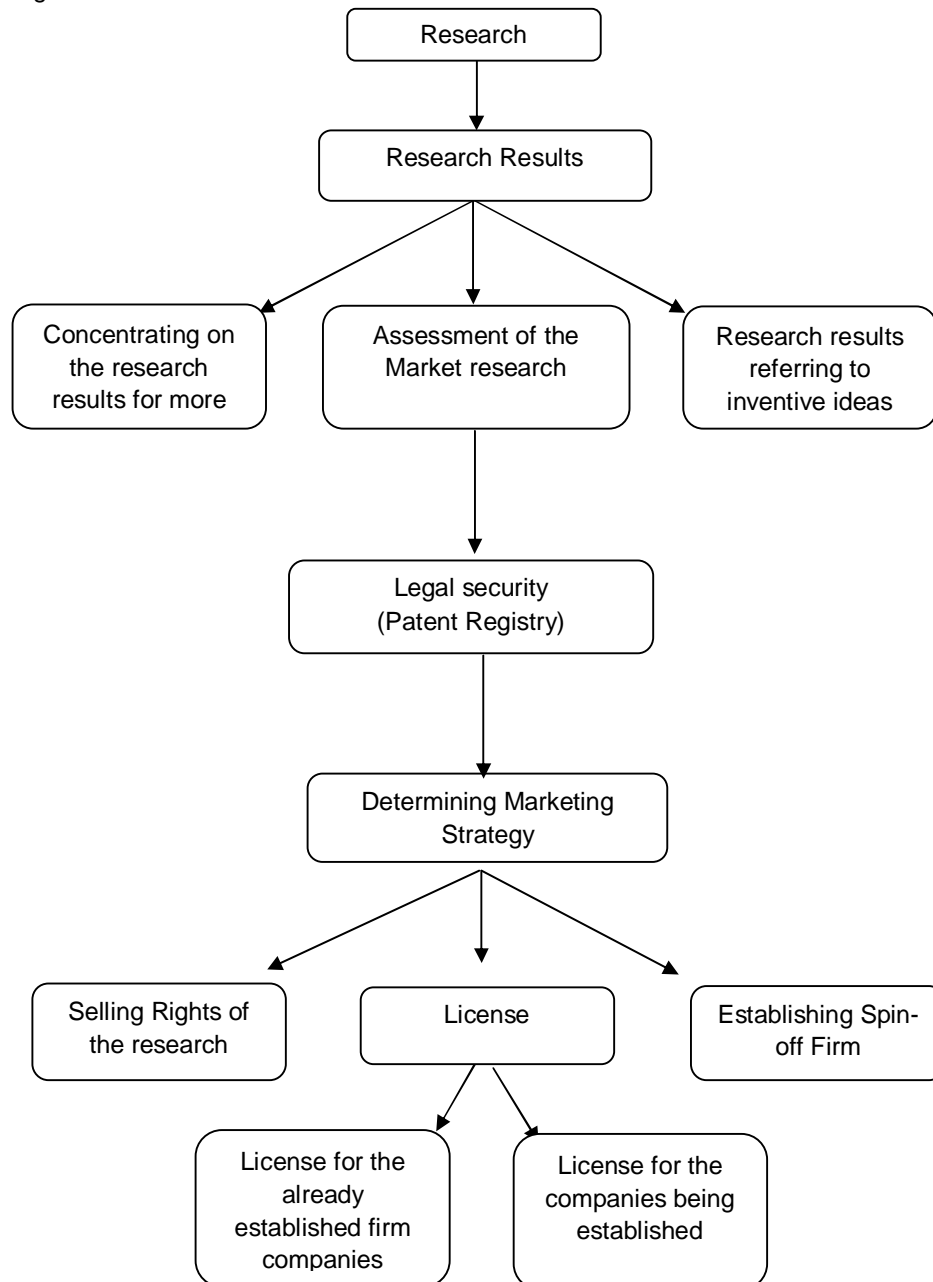 Research
Research Results
Concentrating on
the research
results for more
Assessment of the
Market research
Research results
referring to
inventive ideas
Legal security
(Patent Registry)
Determining Marketing
Strategy
Selling Rights of
the research
License
Establishing Spin-
off Firm
License for the
already
established firm
companies
License for the
companies being
established